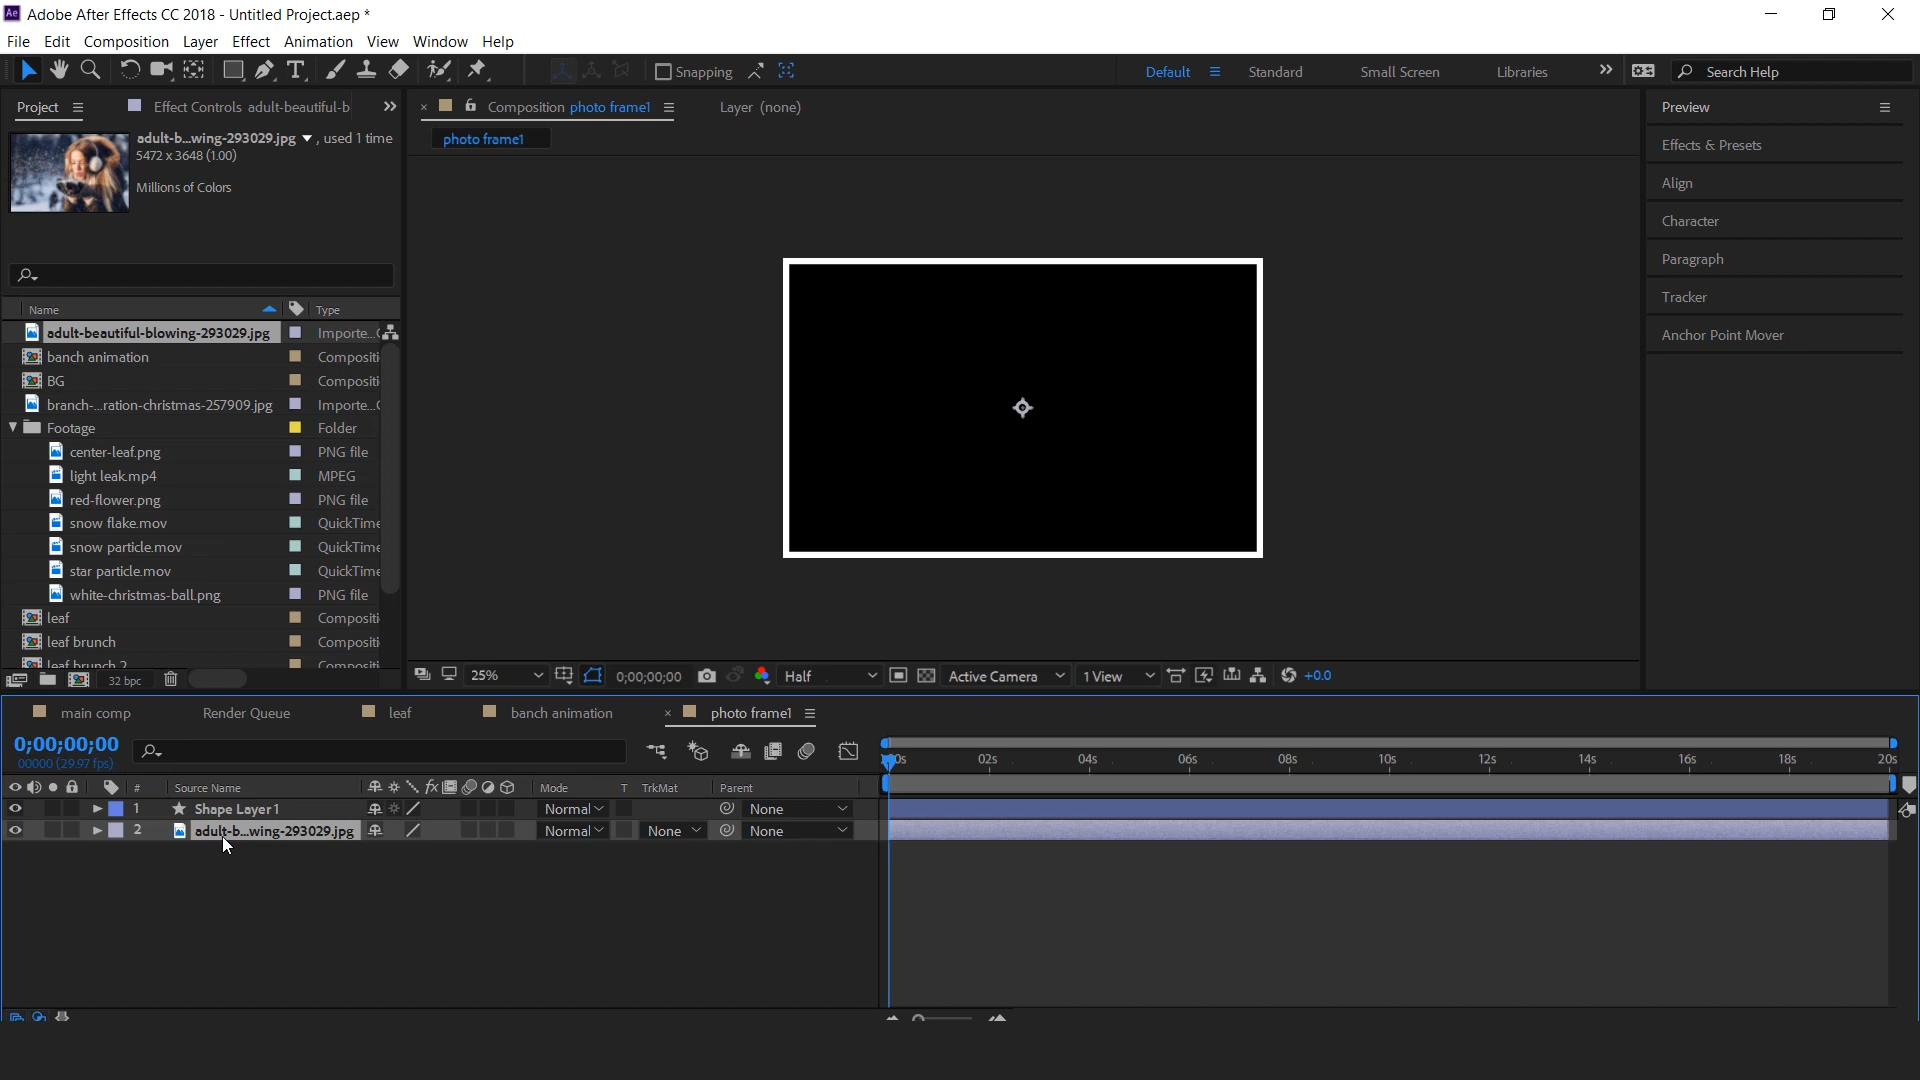 Adobe After Effects CC 2018 - Untitled Project.aep *
File Edit Composition Layer Effect Animation View Window Help
Snapping
Default Standard Small Screen Libraries Search Help
Project Effect Controls adult-beautiful-b
adult-b...wing-293029.jpg , used 1 time
5472 x 3648 (1.00)
Millions of Colors
Name Type
adult-beautiful-blowing-293029.jpg Importe...
banch animation Compositi
BG Compositi
branch-...ration-christmas-257909.jpg Importe...
Footage Folder
center-leaf.png PNG file
light leak.mp4 MPEG
red-flower.png PNG file
snow flake.mov QuickTime
snow particle.mov QuickTime
star particle.mov QuickTime
white-christmas-ball.png PNG file
leaf Compositi
leaf brunch Compositi
leaf brunch 2 Compositi
32 bpc
Composition photo frame1 Layer (none)
photo frame1
25% 0;00;00;00 Half Active Camera 1 View +0.0
Preview
Effects & Presets
Align
Character
Paragraph
Tracker
Anchor Point Mover
main comp Render Queue leaf banch animation photo frame1
0;00;00;00
00000 (29.97 fps)
0s 02s 04s 06s 08s 10s 12s 14s 16s 18s 20s
# Source Name fx Mode T TrkMat Parent
1 Shape Layer 1 Normal None
2 adult-b...wing-293029.jpg Normal None None